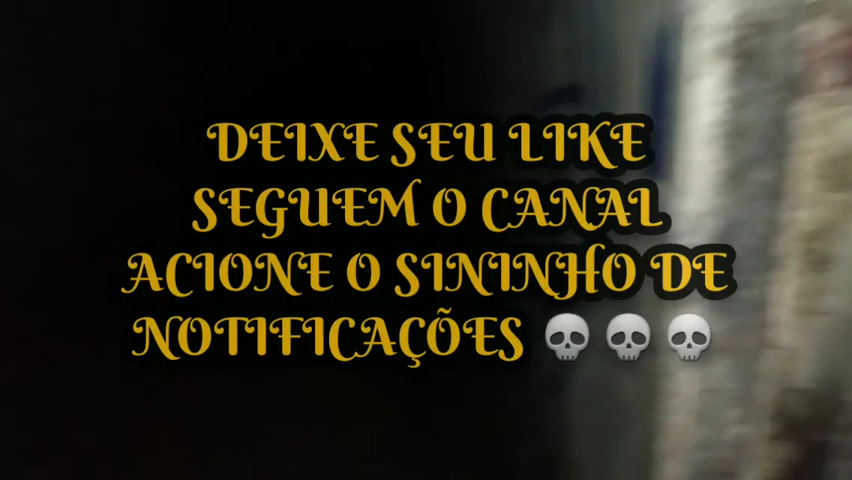 DEIXE SEU LIKE
SEGUEM O CANAL
ACIONE O SININHO DE
NOTIFICAÇÕES 💀💀💀